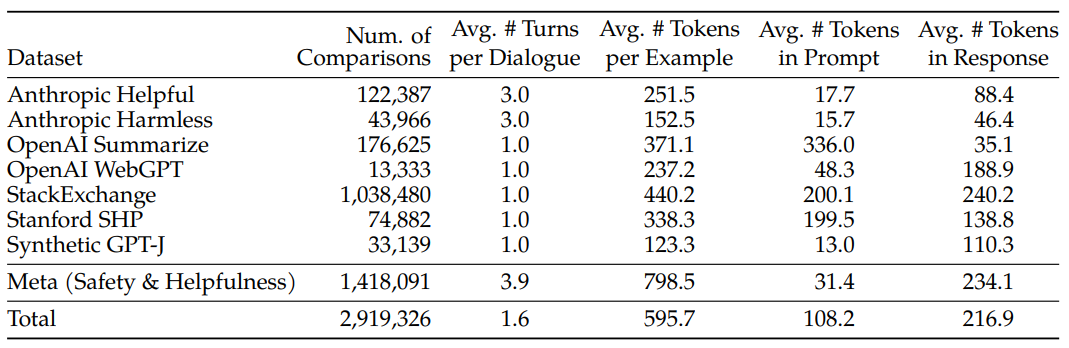 Dataset Num. of Comparisons Avg. # Turns per Dialogue Avg. # Tokens per Example Avg. # Tokens in Prompt Avg. # Tokens in Response
Anthropic Helpful 122,387 3.0 251.5 17.7 88.4
Anthropic Harmless 43,966 3.0 152.5 15.7 46.4
OpenAI Summarize 176,625 1.0 371.1 336.0 35.1
OpenAI WebGPT 13,333 1.0 237.2 48.3 188.9
StackExchange 1,038,480 1.0 440.2 200.1 240.2
Stanford SHP 74,882 1.0 338.3 199.5 138.8
Synthetic GPT-J 33,139 1.0 123.3 13.0 110.3
Meta (Safety & Helpfulness) 1,418,091 3.9 798.5 31.4 234.1
Total 2,919,326 1.6 595.7 108.2 216.9